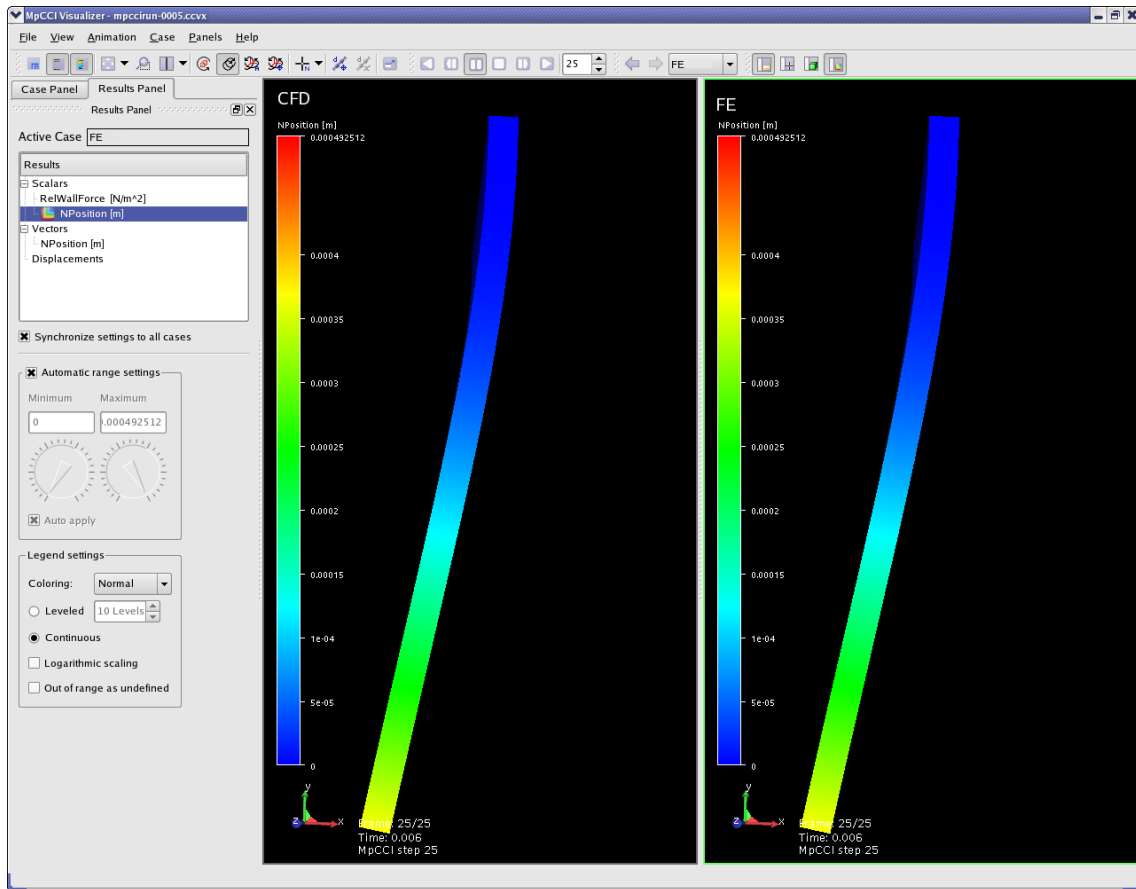 MpCCI Visualizer - mpccirun-0005.ccvx
File View Animation Case Panels Help
25 FE
Case Panel Results Panel
Results Panel
Active Case FE
Results
Scalars
RelWallForce [N/m^2]
NPosition [m]
Vectors
NPosition [m]
Displacements
Synchronize settings to all cases
Automatic range settings
Minimum Maximum
0 .000492512
Auto apply
Legend settings
Coloring: Normal
Leveled 10 Levels
Continuous
Logarithmic scaling
Out of range as undefined
CFD
NPosition [m]
0.000492512
0.0004
0.00035
0.0003
0.00025
0.0002
0.00015
1e-04
5e-05
0
y
z x
Frame: 25/25
Time: 0.006
MpCCI step 25
FE
NPosition [m]
0.000492512
0.0004
0.00035
0.0003
0.00025
0.0002
0.00015
1e-04
5e-05
0
y
z x
Frame: 25/25
Time: 0.006
MpCCI step 25